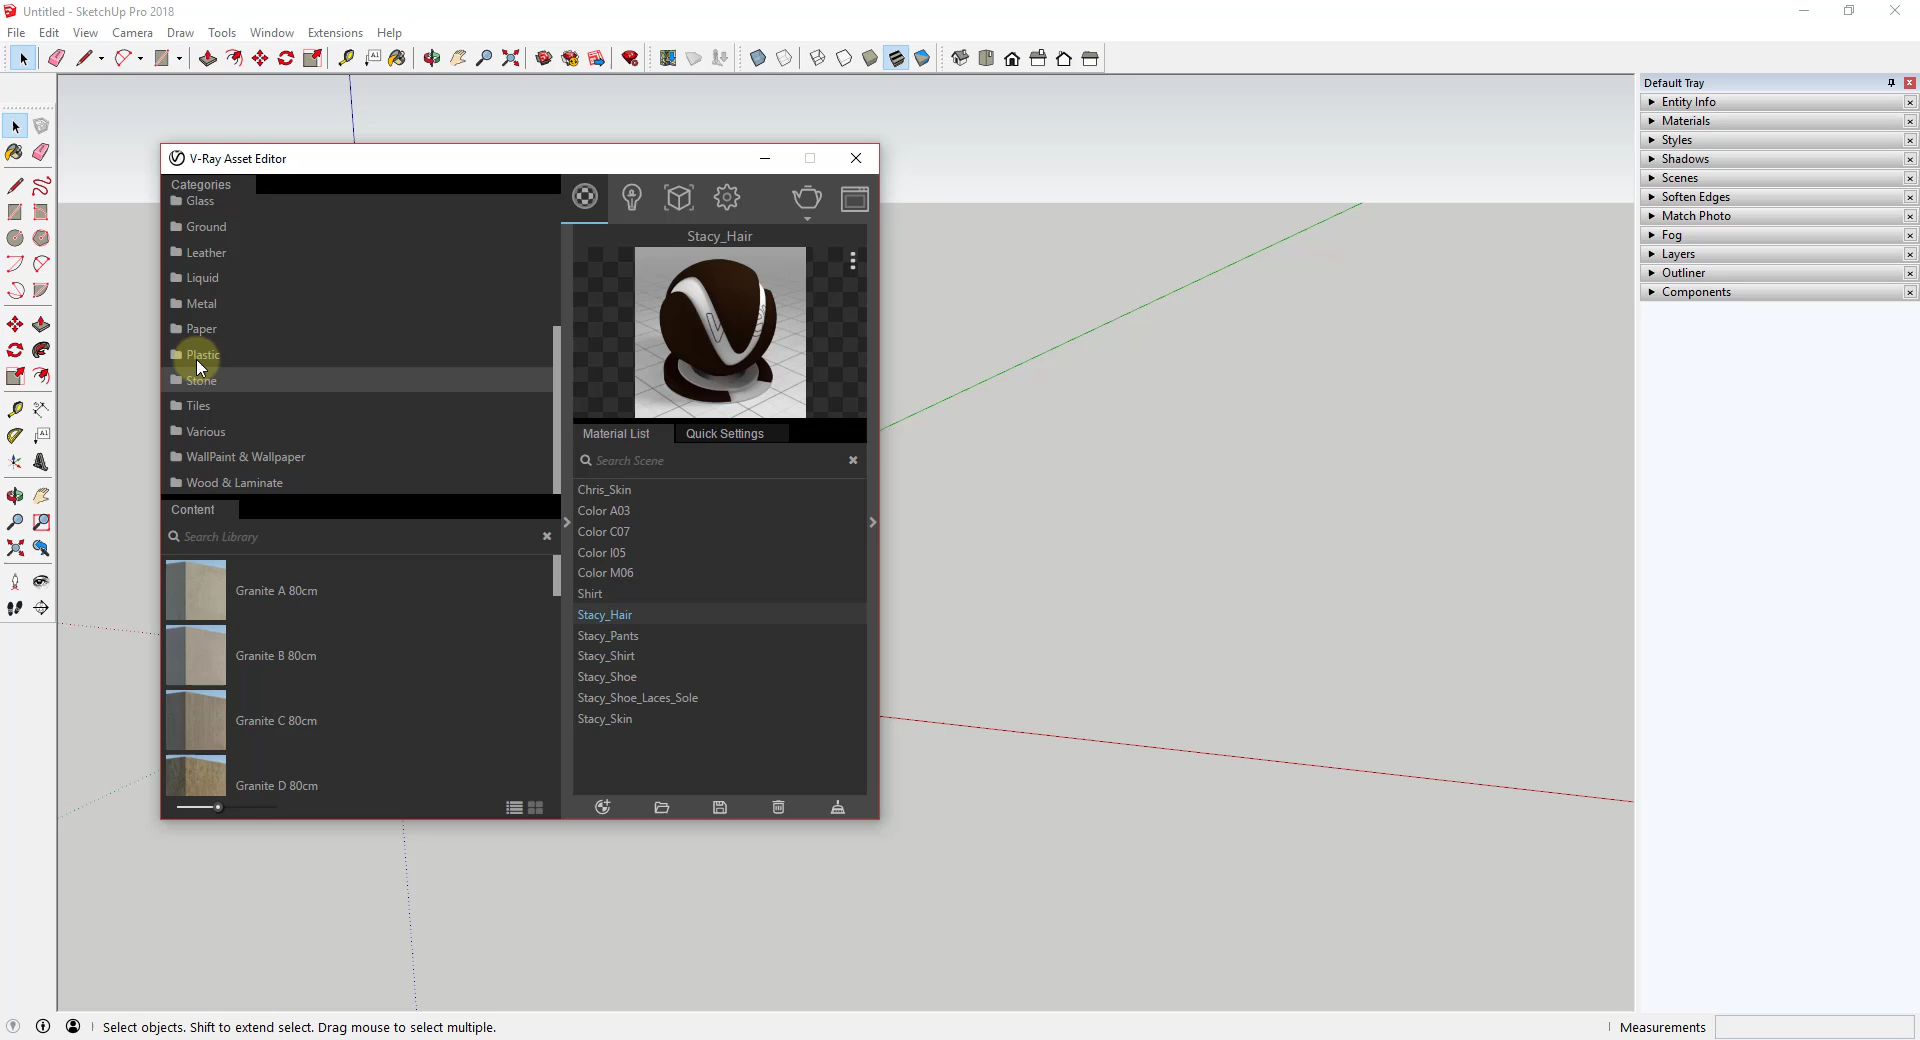 Untitled - SketchUp Pro 2018
File Edit View Camera Draw Tools Window Extensions Help
V-Ray Asset Editor
Categories
Glass
Ground
Leather
Liquid
Metal
Paper
Plastic
Stone
Tiles
Various
WallPaint & Wallpaper
Wood & Laminate
Content
Search Library
Granite A 80cm
Granite B 80cm
Granite C 80cm
Granite D 80cm
Stacy_Hair
Material List Quick Settings
Search Scene
Chris_Skin
Color A03
Color C07
Color I05
Color M06
Shirt
Stacy_Hair
Stacy_Pants
Stacy_Shirt
Stacy_Shoe
Stacy_Shoe_Laces_Sole
Stacy_Skin
Default Tray
Entity Info
Materials
Styles
Shadows
Scenes
Soften Edges
Match Photo
Fog
Layers
Outliner
Components
Select objects. Shift to extend select. Drag mouse to select multiple.
Measurements